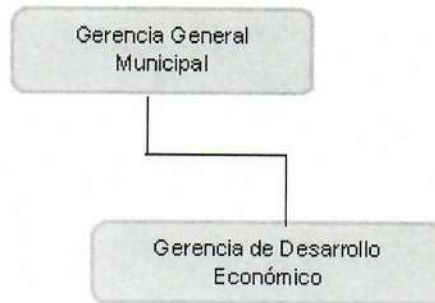 Gerencia General
Municipal
Gerencia de Desarrollo
Económico